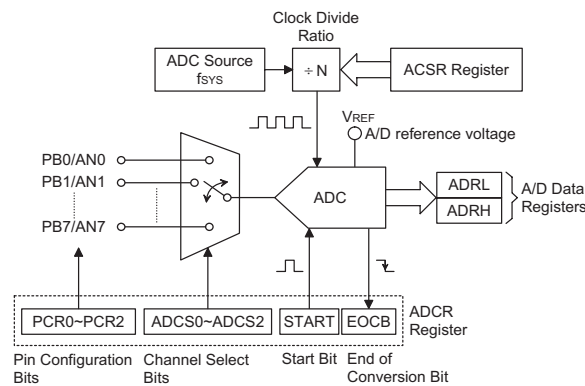 Clock Divide
Ratio
ADC Source
fSYS
÷ N
ACSR Register
VREF
A/D reference voltage
PB0/AN0
PB1/AN1
PB7/AN7
ADC
ADRL
ADRH
A/D Data
Registers
PCR0~PCR2
ADCS0~ADCS2
START
EOCB
ADCR
Register
Pin Configuration
Bits
Channel Select
Bits
Start Bit
End of
Conversion Bit